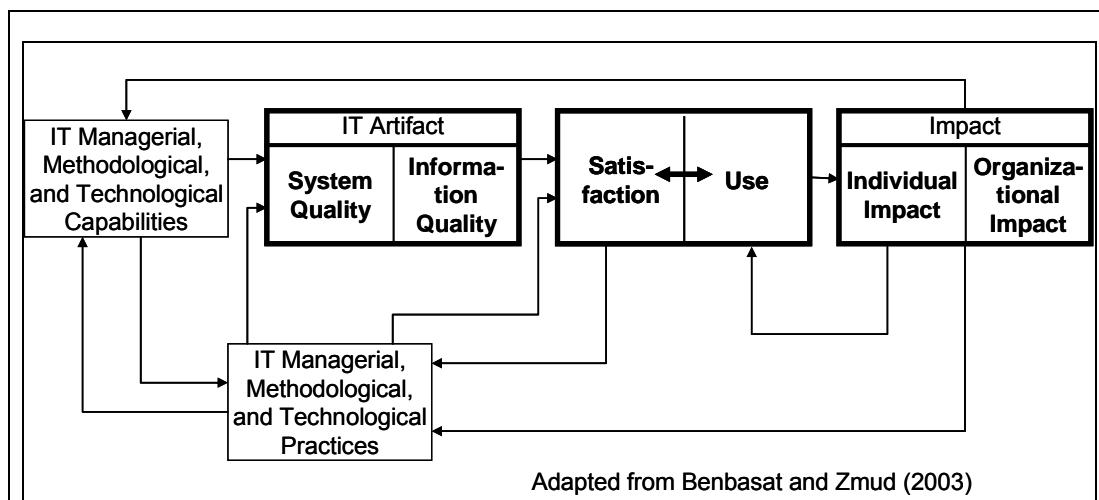 IT Managerial,
Methodological,
and Technological
Capabilities
IT Artifact
System
Quality
Informa-
tion
Quality
Satis-
faction
Use
Impact
Individual
Impact
Organiza-
tional
Impact
IT Managerial,
Methodological,
and Technological
Practices
Adapted from Benbasat and Zmud (2003)